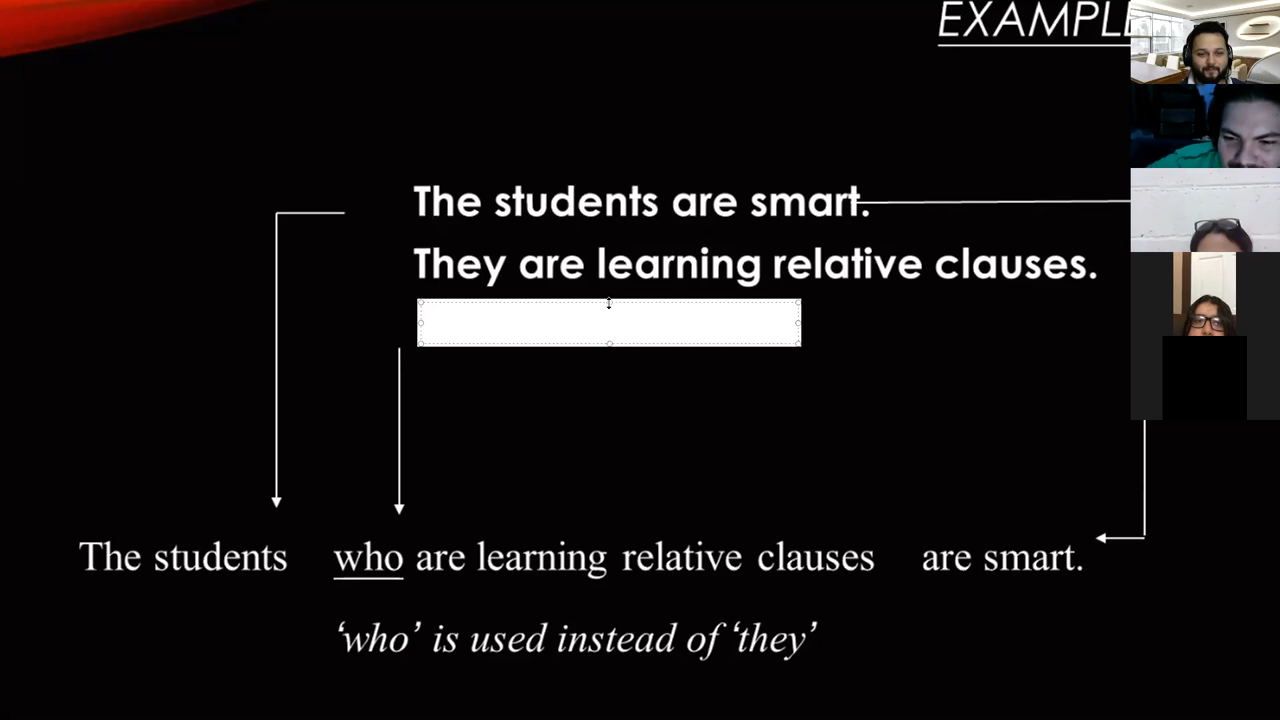 EXAMPLE
The students are smart.
They are learning relative clauses.
The students who are learning relative clauses are smart.
‘who’ is used instead of ‘they’